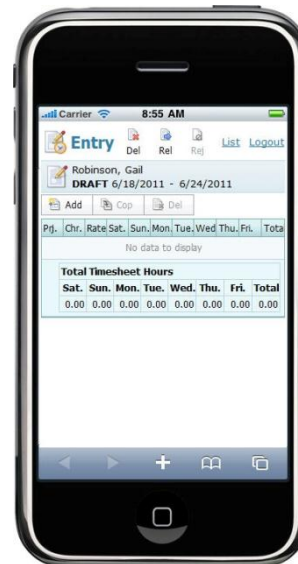 Carrier 8:55 AM
Entry Del Rel Rej List Logout
Robinson, Gail
DRAFT 6/18/2011 - 6/24/2011
Add Cop Del
Prj. Chr. Rate Sat. Sun. Mon. Tue. Wed Thu. Fri. Tota
No data to display
Total Timesheet Hours
Sat. Sun. Mon. Tue. Wed. Thu. Fri. Total
0.00 0.00 0.00 0.00 0.00 0.00 0.00 0.00